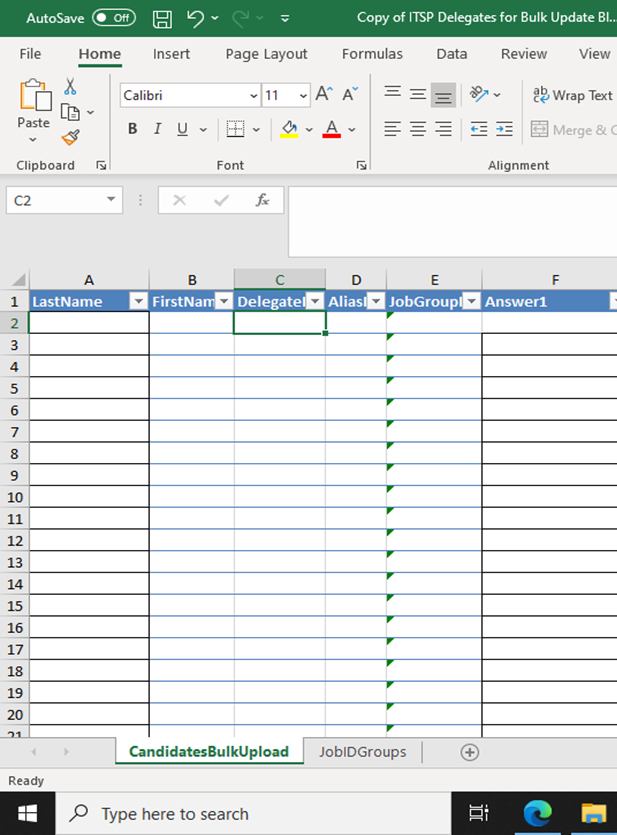 AutoSave Off Copy of ITSP Delegates for Bulk Update Bl...
File Home Insert Page Layout Formulas Data Review View
Paste
Calibri 11 A A
B I U A
ab Wrap Text
Merge & C
Clipboard Font Alignment
C2 fx
A B C D E F
1 LastName FirstNam DelegateI AliasI JobGroupI Answer1
2
3
4
5
6
7
8
9
10
11
12
13
14
15
16
17
18
19
20
21
CandidatesBulkUpload JobIDGroups
Ready
Type here to search